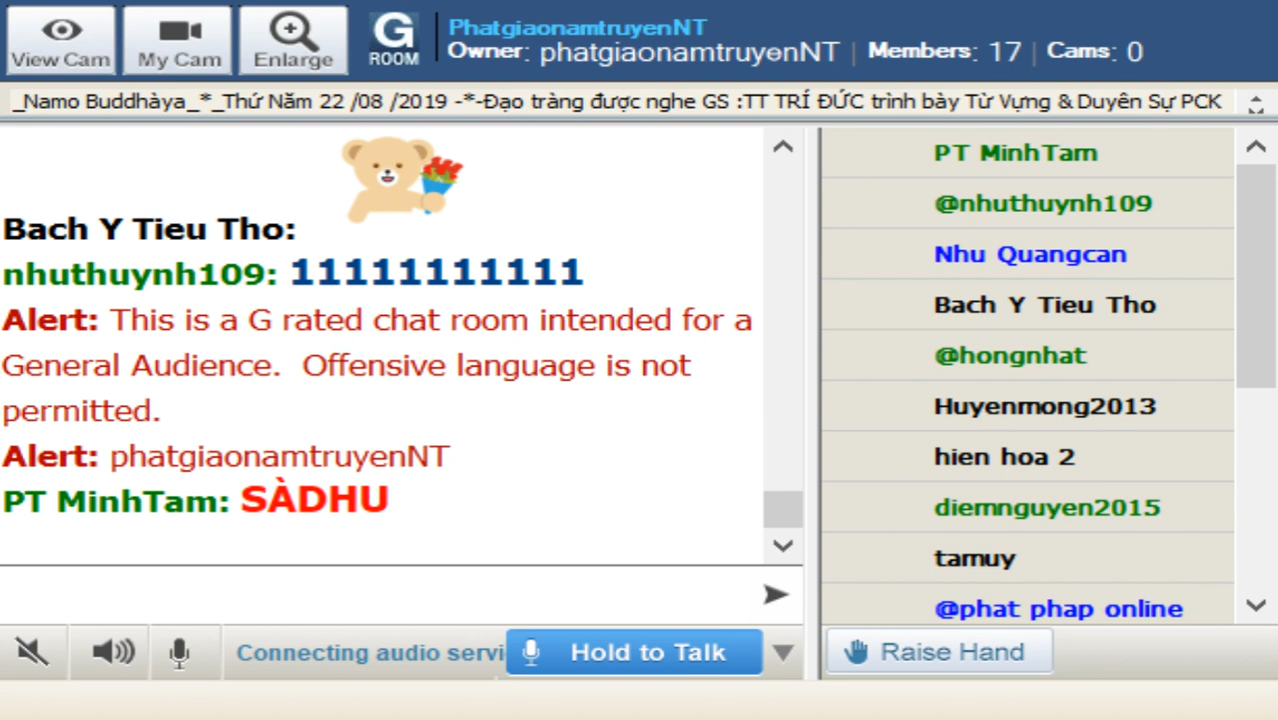 View Cam
My Cam
Enlarge
G
ROOM
PhatgiaonamtruyenNT
Owner: phatgiaonamtruyenNT | Members: 17 | Cams: 0
_Namo Buddhàya_*_Thứ Năm 22 /08 /2019 -*-Đạo tràng được nghe GS :TT TRÍ ĐỨC trình bày Từ Vựng & Duyên Sự PCK
Bach Y Tieu Tho:
nhuthuynh109: 11111111111
Alert: This is a G rated chat room intended for a
General Audience. Offensive language is not
permitted.
Alert: phatgiaonamtruyenNT
PT MinhTam: SÀDHU
PT MinhTam
@nhuthuynh109
Nhu Quangcan
Bach Y Tieu Tho
@hongnhat
Huyenmong2013
hien hoa 2
diemnguyen2015
tamuy
@phat phap online
Connecting audio servi
Hold to Talk
Raise Hand